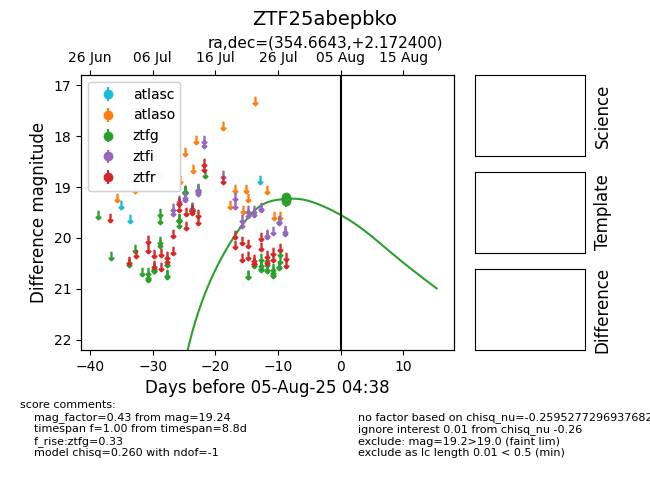 ZTF25abepbko
ra,dec=(354.6643,+2.172400)
26 Jun 06 Jul 16 Jul 26 Jul 05 Aug 15 Aug
17
18
19
20
21
22
Difference magnitude
atlasc
atlaso
ztfg
ztfi
ztfr
−40 −30 −20 −10 0 10
Days before 05-Aug-25 04:38
Science
Template
Difference
score comments:
mag_factor=0.43 from mag=19.24
timespan f=1.00 from timespan=8.8d
f_rise:ztfg=0.33
model chisq=0.260 with ndof=-1
no factor based on chisq_nu=-0.2595277296937682
ignore interest 0.01 from chisq_nu -0.26
exclude: mag=19.2>19.0 (faint lim)
exclude as lc length 0.01 < 0.5 (min)